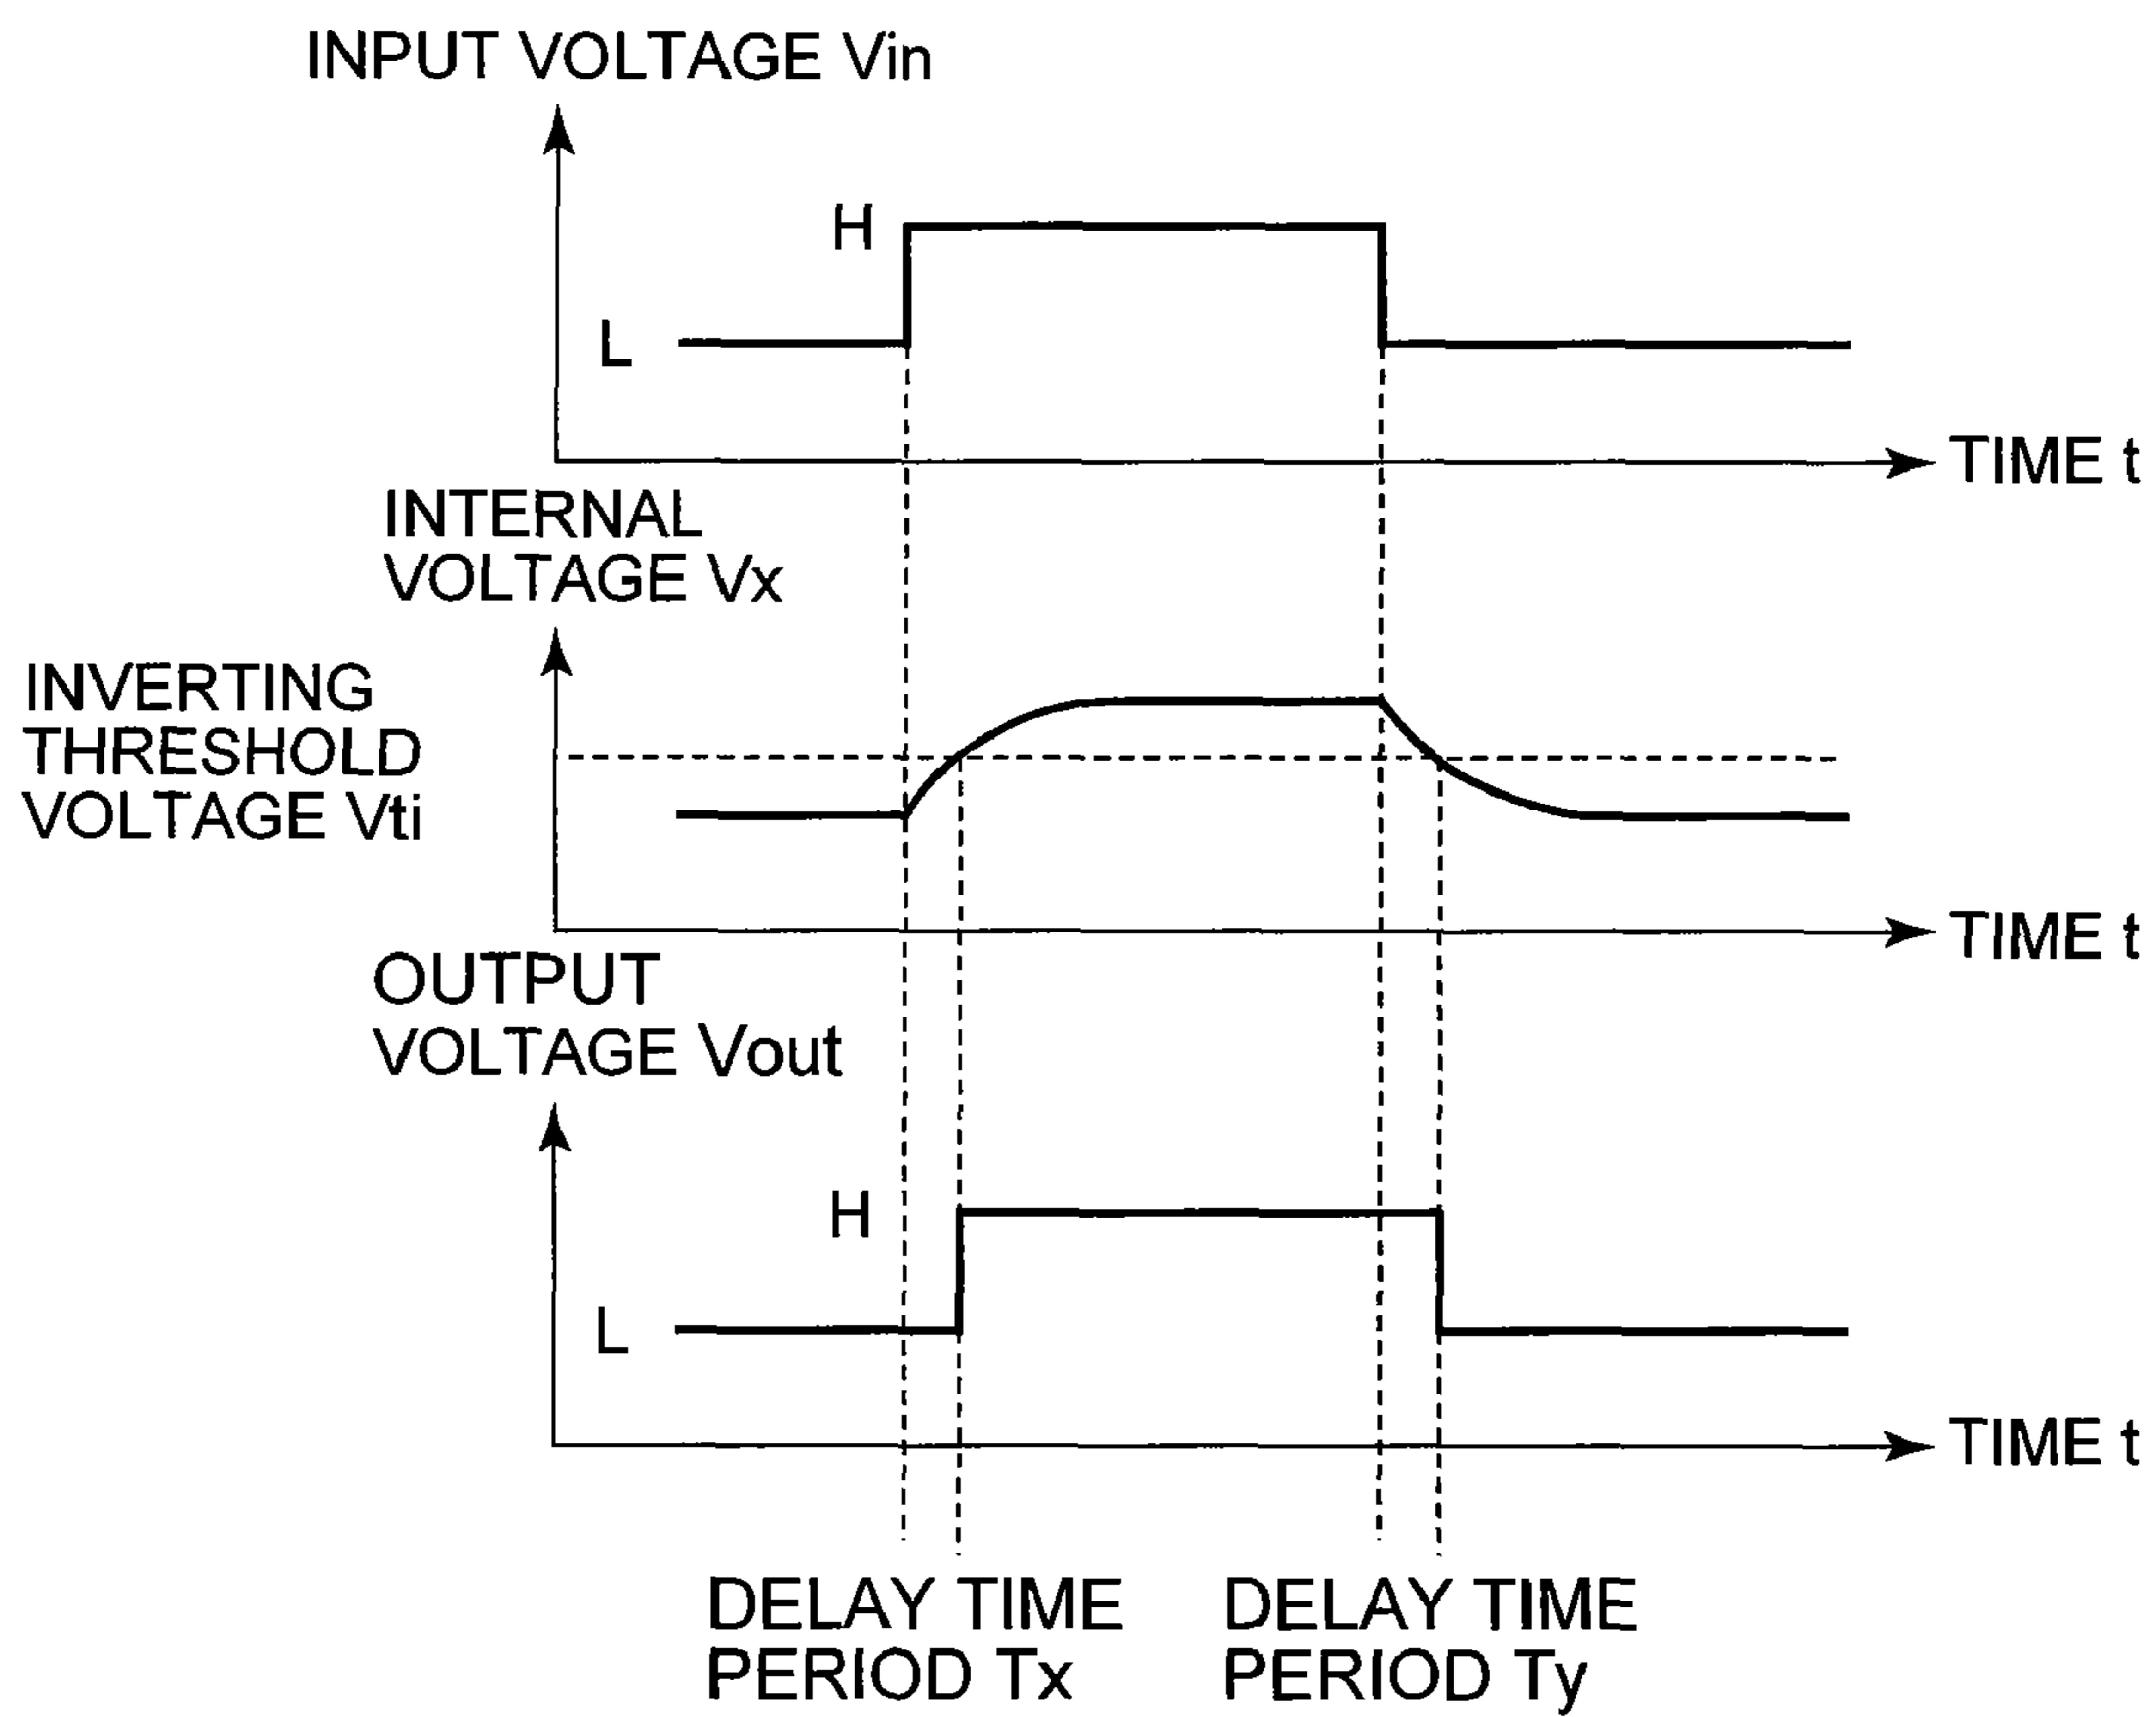 INPUT VOLTAGE Vin
H
L
TIME t
INTERNAL
VOLTAGE Vx
INVERTING
THRESHOLD
VOLTAGE Vti
TIME t
OUTPUT
VOLTAGE Vout
H
L
TIME t
DELAY TIME
PERIOD Tx
DELAY TIME
PERIOD Ty